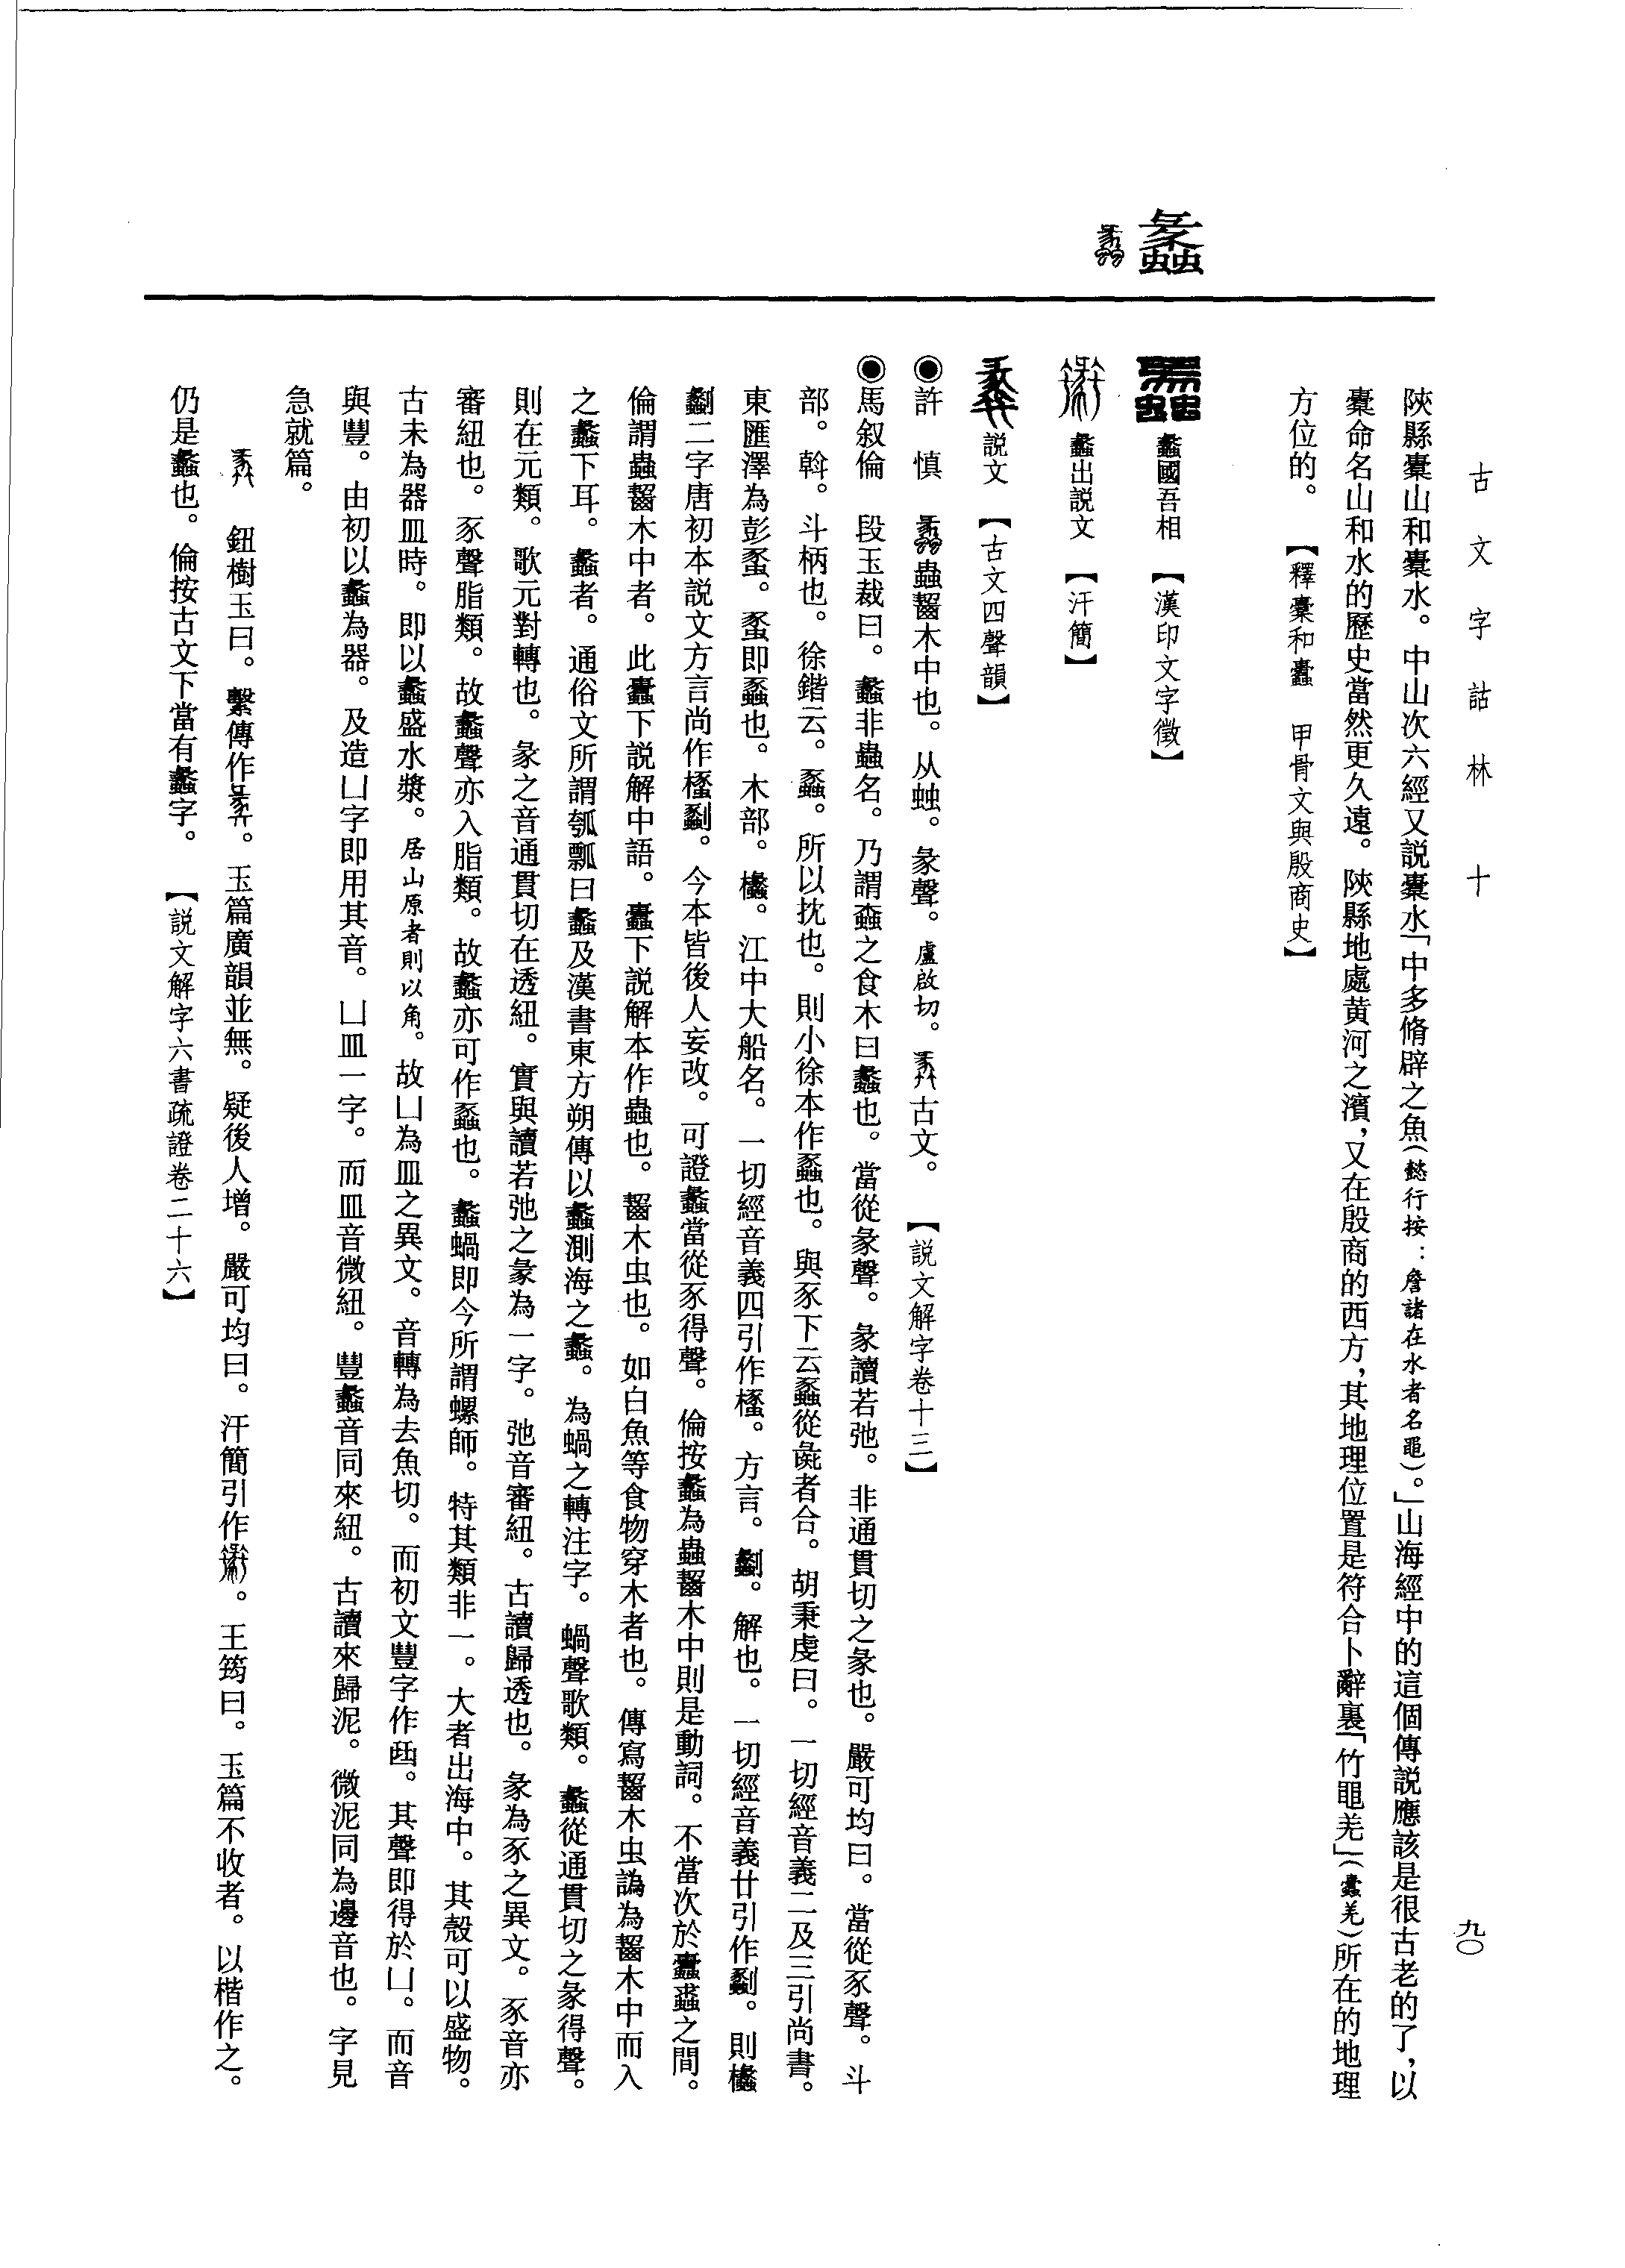 古文字詁林　十
九〇
蠡
陝縣橐山和橐水。中山次六經又説橐水「中多脩辟之魚（懿行按：詹諸在水者名黽）。」山海經中的這個傳説應該是很古老的了，以
橐命名山和水的歷史當然更久遠。陝縣地處黄河之濱，又在殷商的西方，其地理位置是符合卜辭裏「竹黽羌」（蠹羌）所在的地理
方位的。【釋橐和蠹　甲骨文與殷商史】
蠡國吾相【漢印文字徵】
蠡出説文【汗簡】
説文【古文四聲韻】
◉許　慎　蟲齧木中也。从䖵。彖聲。盧啟切。古文。【説文解字卷十三】
◉馬叙倫　段玉裁曰。蠡非蟲名。乃謂螙之食木曰蠡也。當從彖聲。彖讀若弛。非通貫切之彖也。嚴可均曰。當從豕聲。斗
部。斡。斗柄也。徐鍇云。蟸。所以抌也。則小徐本作蟸也。與豕下云蟸從彘者合。胡秉虔曰。一切經音義二及三引尚書。
東匯澤為彭䖯。䖯即蟸也。木部。欚。江中大船名。一切經音義四引作㰀。方言。劙。解也。一切經音義廿引作劙。則欚
劙二字唐初本説文方言尚作㰀劙。今本皆後人妄改。可證蠡當從豕得聲。倫按蠡為蟲齧木中則是動詞。不當次於蠹蝨之間。
倫謂蟲齧木中者。此蠹下説解中語。蠹下説解本作蟲也。齧木虫也。如白魚等食物穿木者也。傳寫齧木虫譌為齧木中而入
之蠡下耳。蠡者。通俗文所謂瓠瓢曰蠡及漢書東方朔傳以蠡測海之蠡。為蝸之轉注字。蝸聲歌類。蠡從通貫切之彖得聲。
則在元類。歌元對轉也。彖之音通貫切在透紐。實與讀若弛之彖為一字。弛音審紐。古讀歸透也。彖為豕之異文。豕音亦
審紐也。豕聲脂類。故蠡聲亦入脂類。故蠡亦可作蟸也。蠡蝸即今所謂螺師。特其類非一。大者出海中。其殼可以盛物。
古未為器皿時。即以蠡盛水漿。居山原者則以角。故凵為皿之異文。音轉為去魚切。而初文豐字作𠙴。其聲即得於凵。而音
與豐。由初以蠡為器。及造凵字即用其音。凵皿一字。而皿音微紐。豐蠡音同來紐。古讀來歸泥。微泥同為邊音也。字見
急就篇。
鈕樹玉曰。繫傳作。玉篇廣韻並無。疑後人增。嚴可均曰。汗簡引作。王筠曰。玉篇不收者。以楷作之。
仍是蠡也。倫按古文下當有蠡字。【説文解字六書疏證卷二十六】